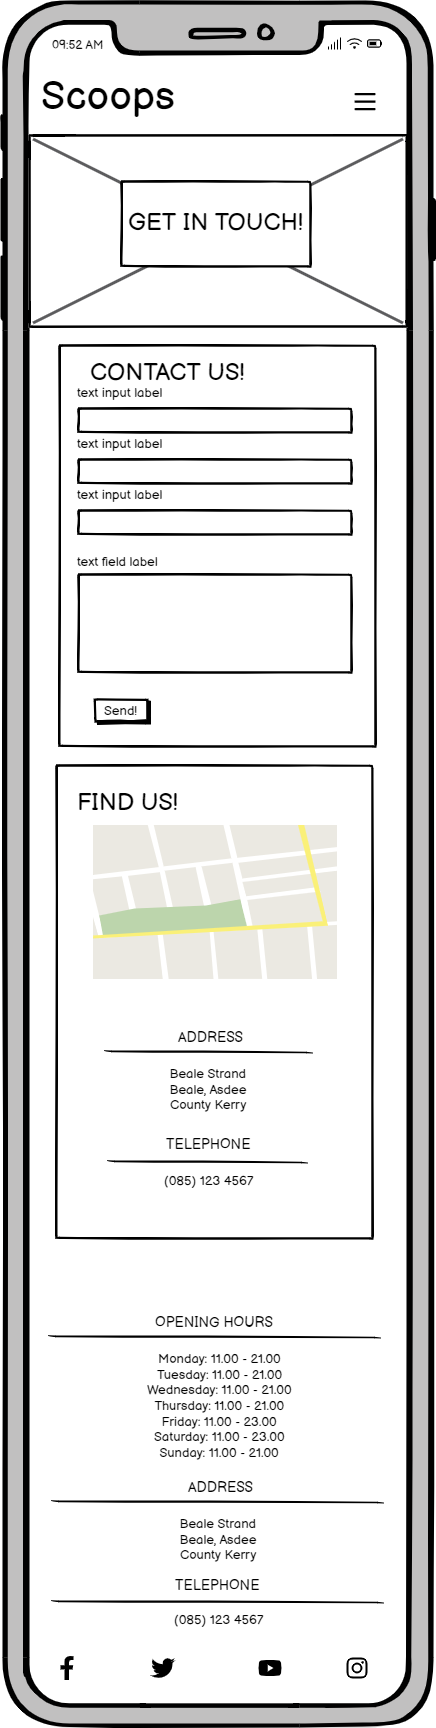 09:52 AM
Scoops
GET IN TOUCH!
CONTACT US!
text input label
text input label
text input label
text field label
Send!
FIND US!
ADDRESS
Beale Strand
Beale, Asdee
County Kerry
TELEPHONE
(085) 123 4567
OPENING HOURS
Monday: 11.00 - 21.00
Tuesday: 11.00 - 21.00
Wednesday: 11.00 - 21.00
Thursday: 11.00 - 21.00
Friday: 11.00 - 23.00
Saturday: 11.00 - 23.00
Sunday: 11.00 - 21.00
ADDRESS
Beale Strand
Beale, Asdee
County Kerry
TELEPHONE
(085) 123 4567